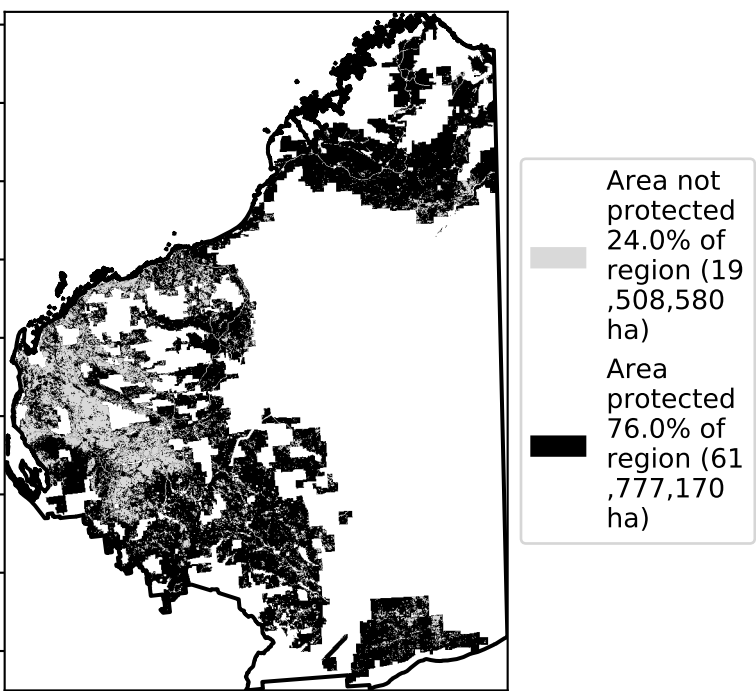 Area not
protected
24.0% of
region (19
,508,580
ha)
Area
protected
76.0% of
region (61
,777,170
ha)